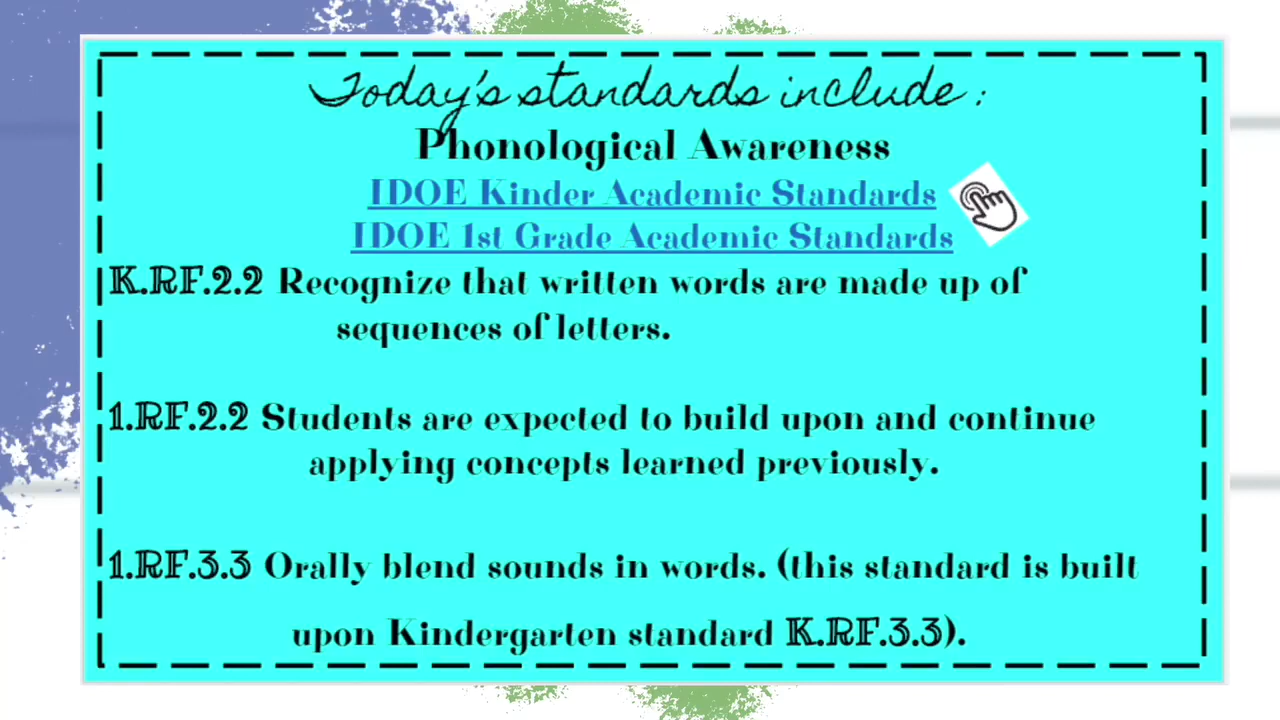 Today's standards include :
Phonological Awareness
IDOE Kinder Academic Standards
IDOE 1st Grade Academic Standards
K.RF.2.2 Recognize that written words are made up of
sequences of letters.
1.RF.2.2 Students are expected to build upon and continue
applying concepts learned previously.
1.RF.3.3 Orally blend sounds in words. (this standard is built
upon Kindergarten standard K.RF.3.3).